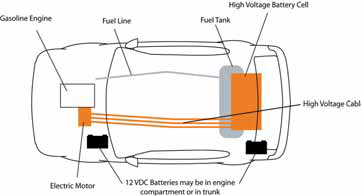 High Voltage Battery Cell
Fuel Tank
Fuel Line
Gasoline Engine
High Voltage Cable
12 VDC Batteries may be in engine
compartment or in trunk
Electric Motor